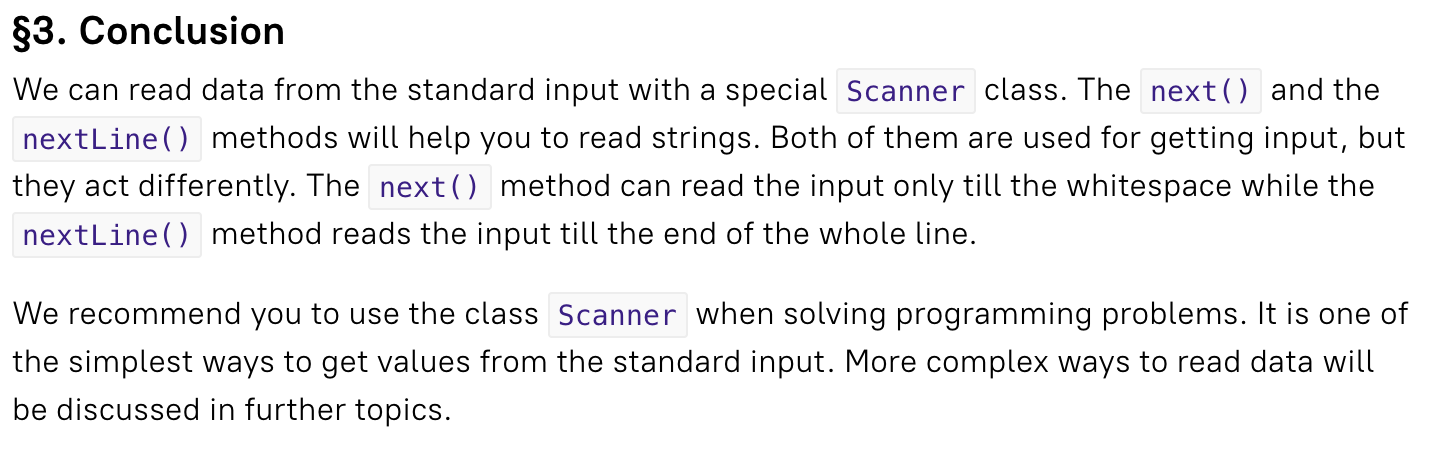 §3. Conclusion
We can read data from the standard input with a special Scanner class. The next() and the
nextLine() methods will help you to read strings. Both of them are used for getting input, but
they act differently. The next() method can read the input only till the whitespace while the
nextLine() method reads the input till the end of the whole line.
We recommend you to use the class Scanner when solving programming problems. It is one of
the simplest ways to get values from the standard input. More complex ways to read data will
be discussed in further topics.